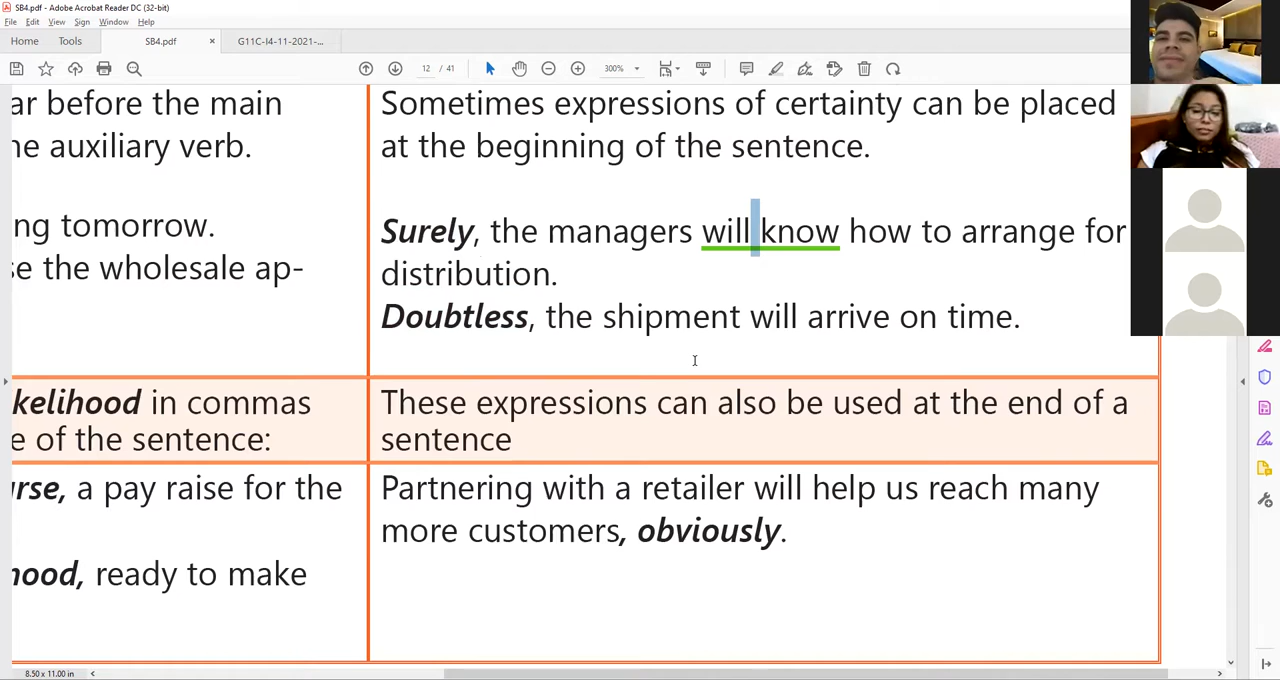 SB4.pdf - Adobe Acrobat Reader DC (32-bit)
File Edit View Sign Window Help
Home Tools SB4.pdf × G11C-I4-11-2021-...
12 / 41 300%
ar before the main
ne auxiliary verb.
ng tomorrow.
se the wholesale ap-
Sometimes expressions of certainty can be placed
at the beginning of the sentence.
Surely, the managers will know how to arrange for
distribution.
Doubtless, the shipment will arrive on time.
kelihood in commas
e of the sentence:
These expressions can also be used at the end of a
sentence
urse, a pay raise for the
hood, ready to make
Partnering with a retailer will help us reach many
more customers, obviously.
8.50 x 11.00 in